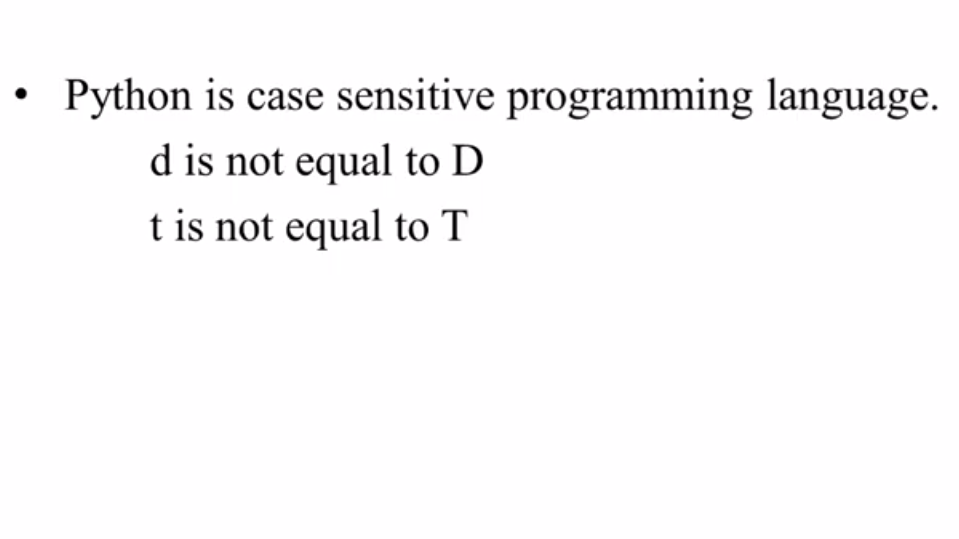 • Python is case sensitive programming language.
d is not equal to D
t is not equal to T